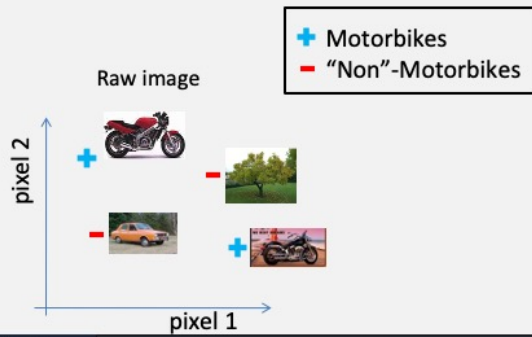 + Motorbikes
- “Non”-Motorbikes
Raw image
pixel 2
pixel 1